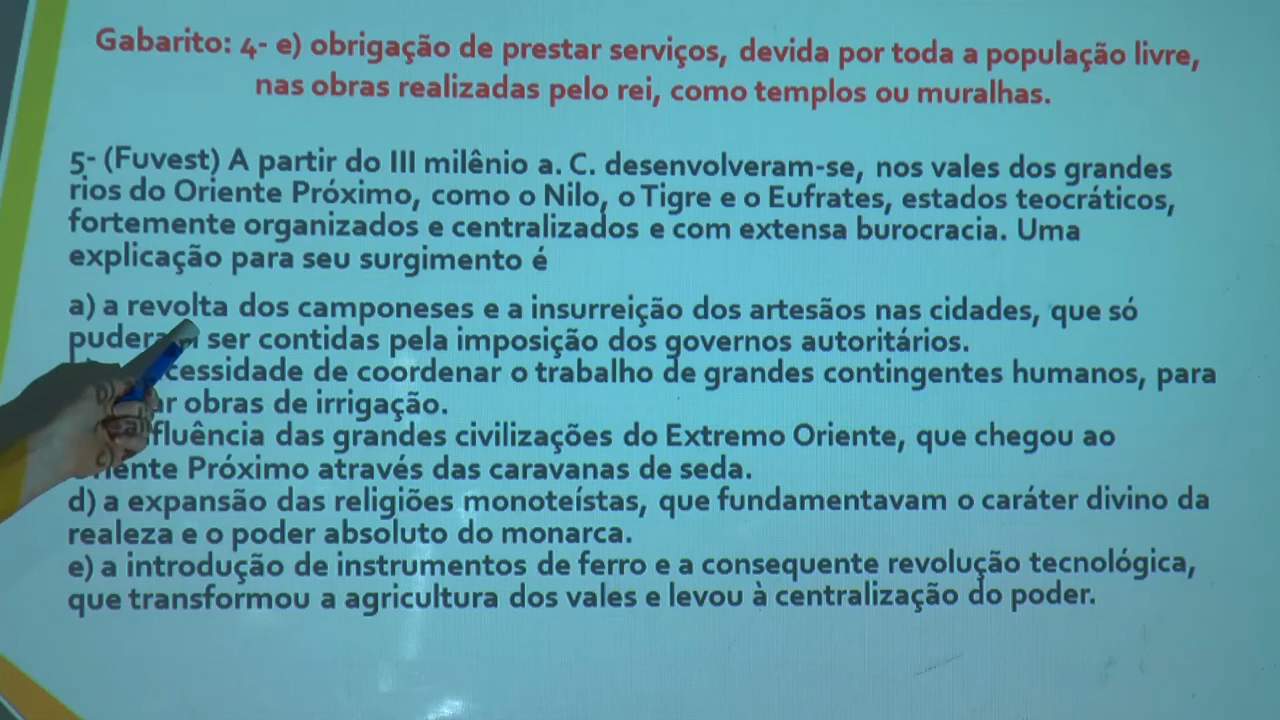 Gabarito: 4- e) obrigação de prestar serviços, devida por toda a população livre,
nas obras realizadas pelo rei, como templos ou muralhas.
5- (Fuvest) A partir do III milênio a. C. desenvolveram-se, nos vales dos grandes
rios do Oriente Próximo, como o Nilo, o Tigre e o Eufrates, estados teocráticos,
fortemente organizados e centralizados e com extensa burocracia. Uma
explicação para seu surgimento é
a) a revolta dos camponeses e a insurreição dos artesãos nas cidades, que só
ser contidas pela imposição dos governos autoritários.
de coordenar o trabalho de grandes contingentes humanos, para
obras de irrigação.
das grandes civilizações do Extremo Oriente, que chegou ao
Próximo através das caravanas de seda.
d) a expansão das religiões monoteístas, que fundamentavam o caráter divino da
realeza e o poder absoluto do monarca.
e) a introdução de instrumentos de ferro e a consequente revolução tecnológica,
que transformou a agricultura dos vales e levou à centralização do poder.